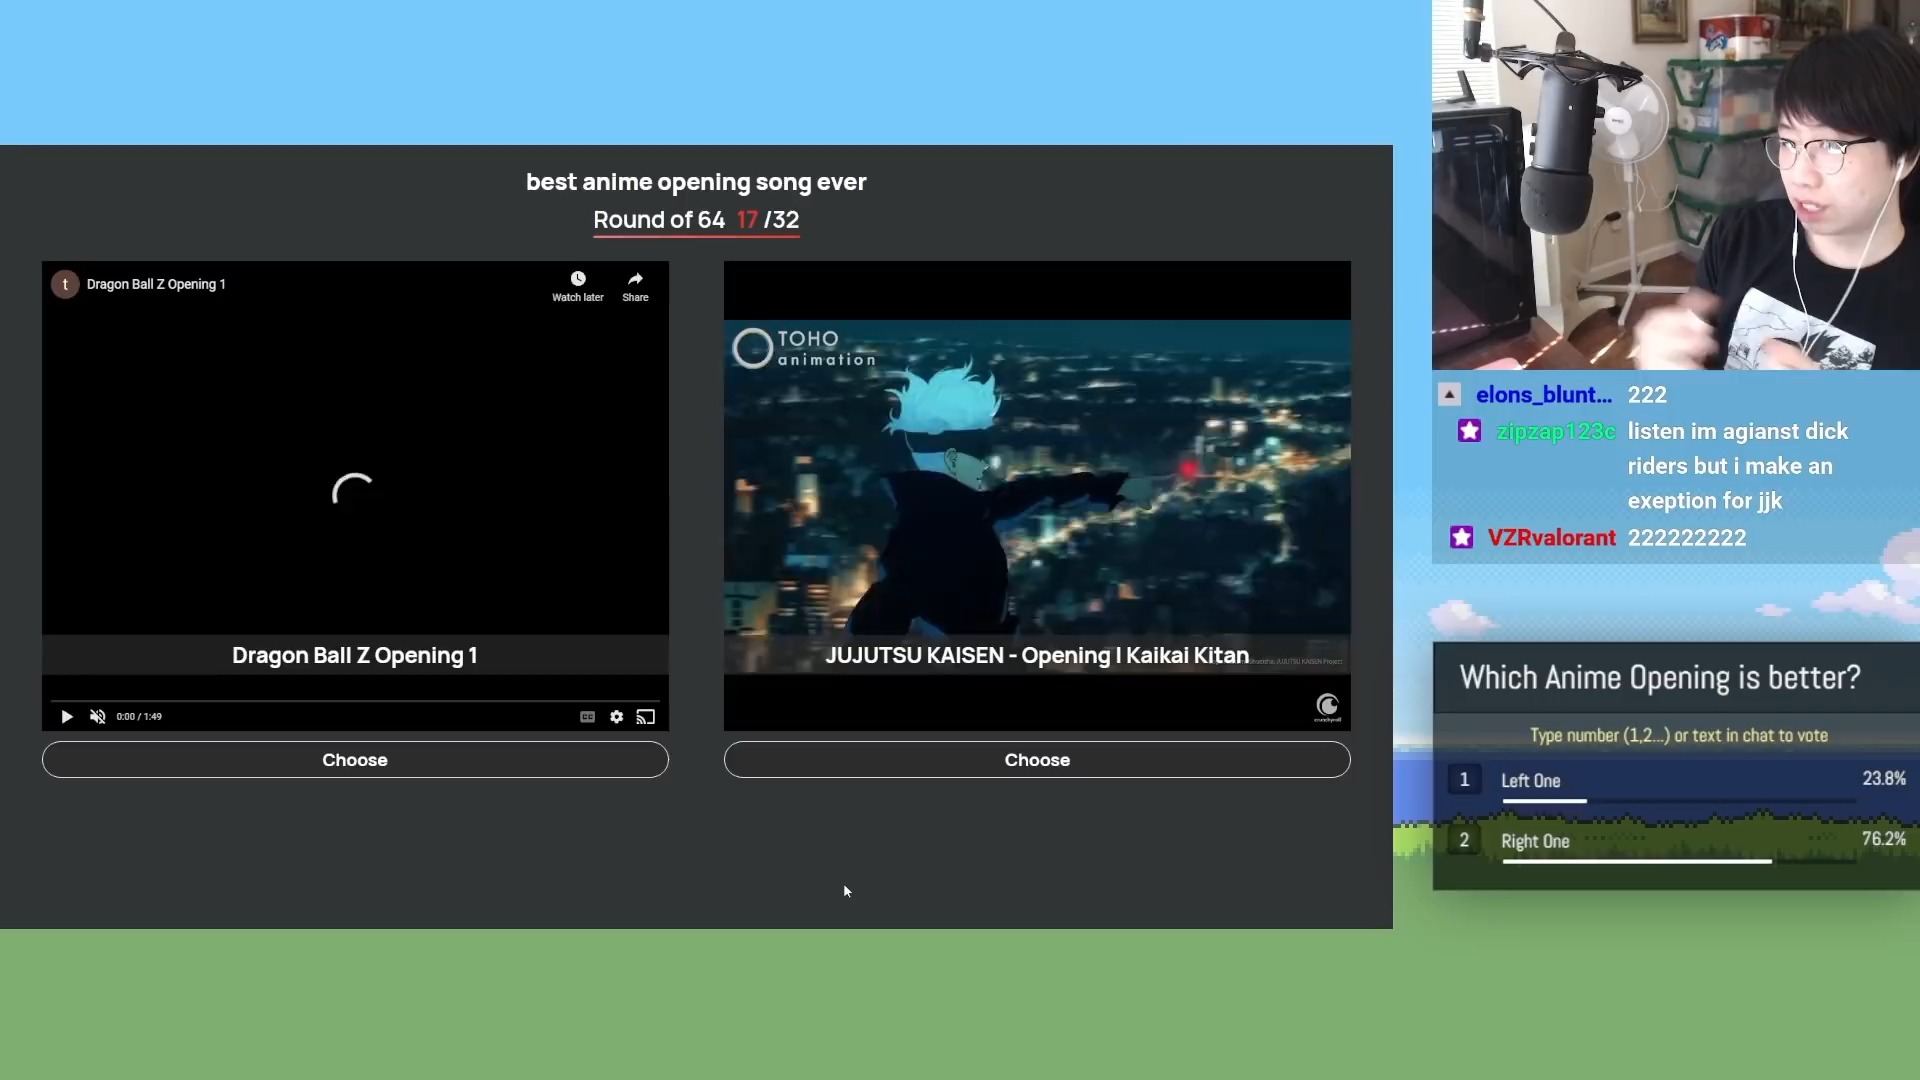 best anime opening song ever
Round of 64 17 /32
Dragon Ball Z Opening 1
Watch later
Share
t
Dragon Ball Z Opening 1
0:00 / 1:49
CC
Choose
TOHO
animation
JUJUTSU KAISEN - Opening | Kaikai Kitan
crunchyroll
Choose
elons_blunt... 222
zipzap123c listen im agianst dick
riders but i make an
exeption for jjk
VZRvalorant 222222222
Which Anime Opening is better?
Type number (1,2...) or text in chat to vote
1 Left One 23.8%
2 Right One 76.2%